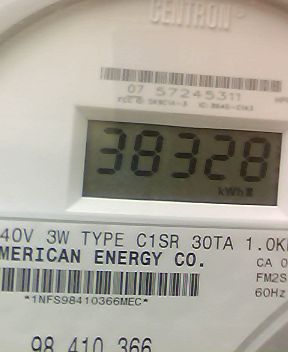 CENTRON®
07 57245311
38328
kWh
40V 3W TYPE C1SR 30TA 1.0K
MERICAN ENERGY CO.
CA 0
FM2S
60Hz
*1NFS98410366MEC*
98 410 366